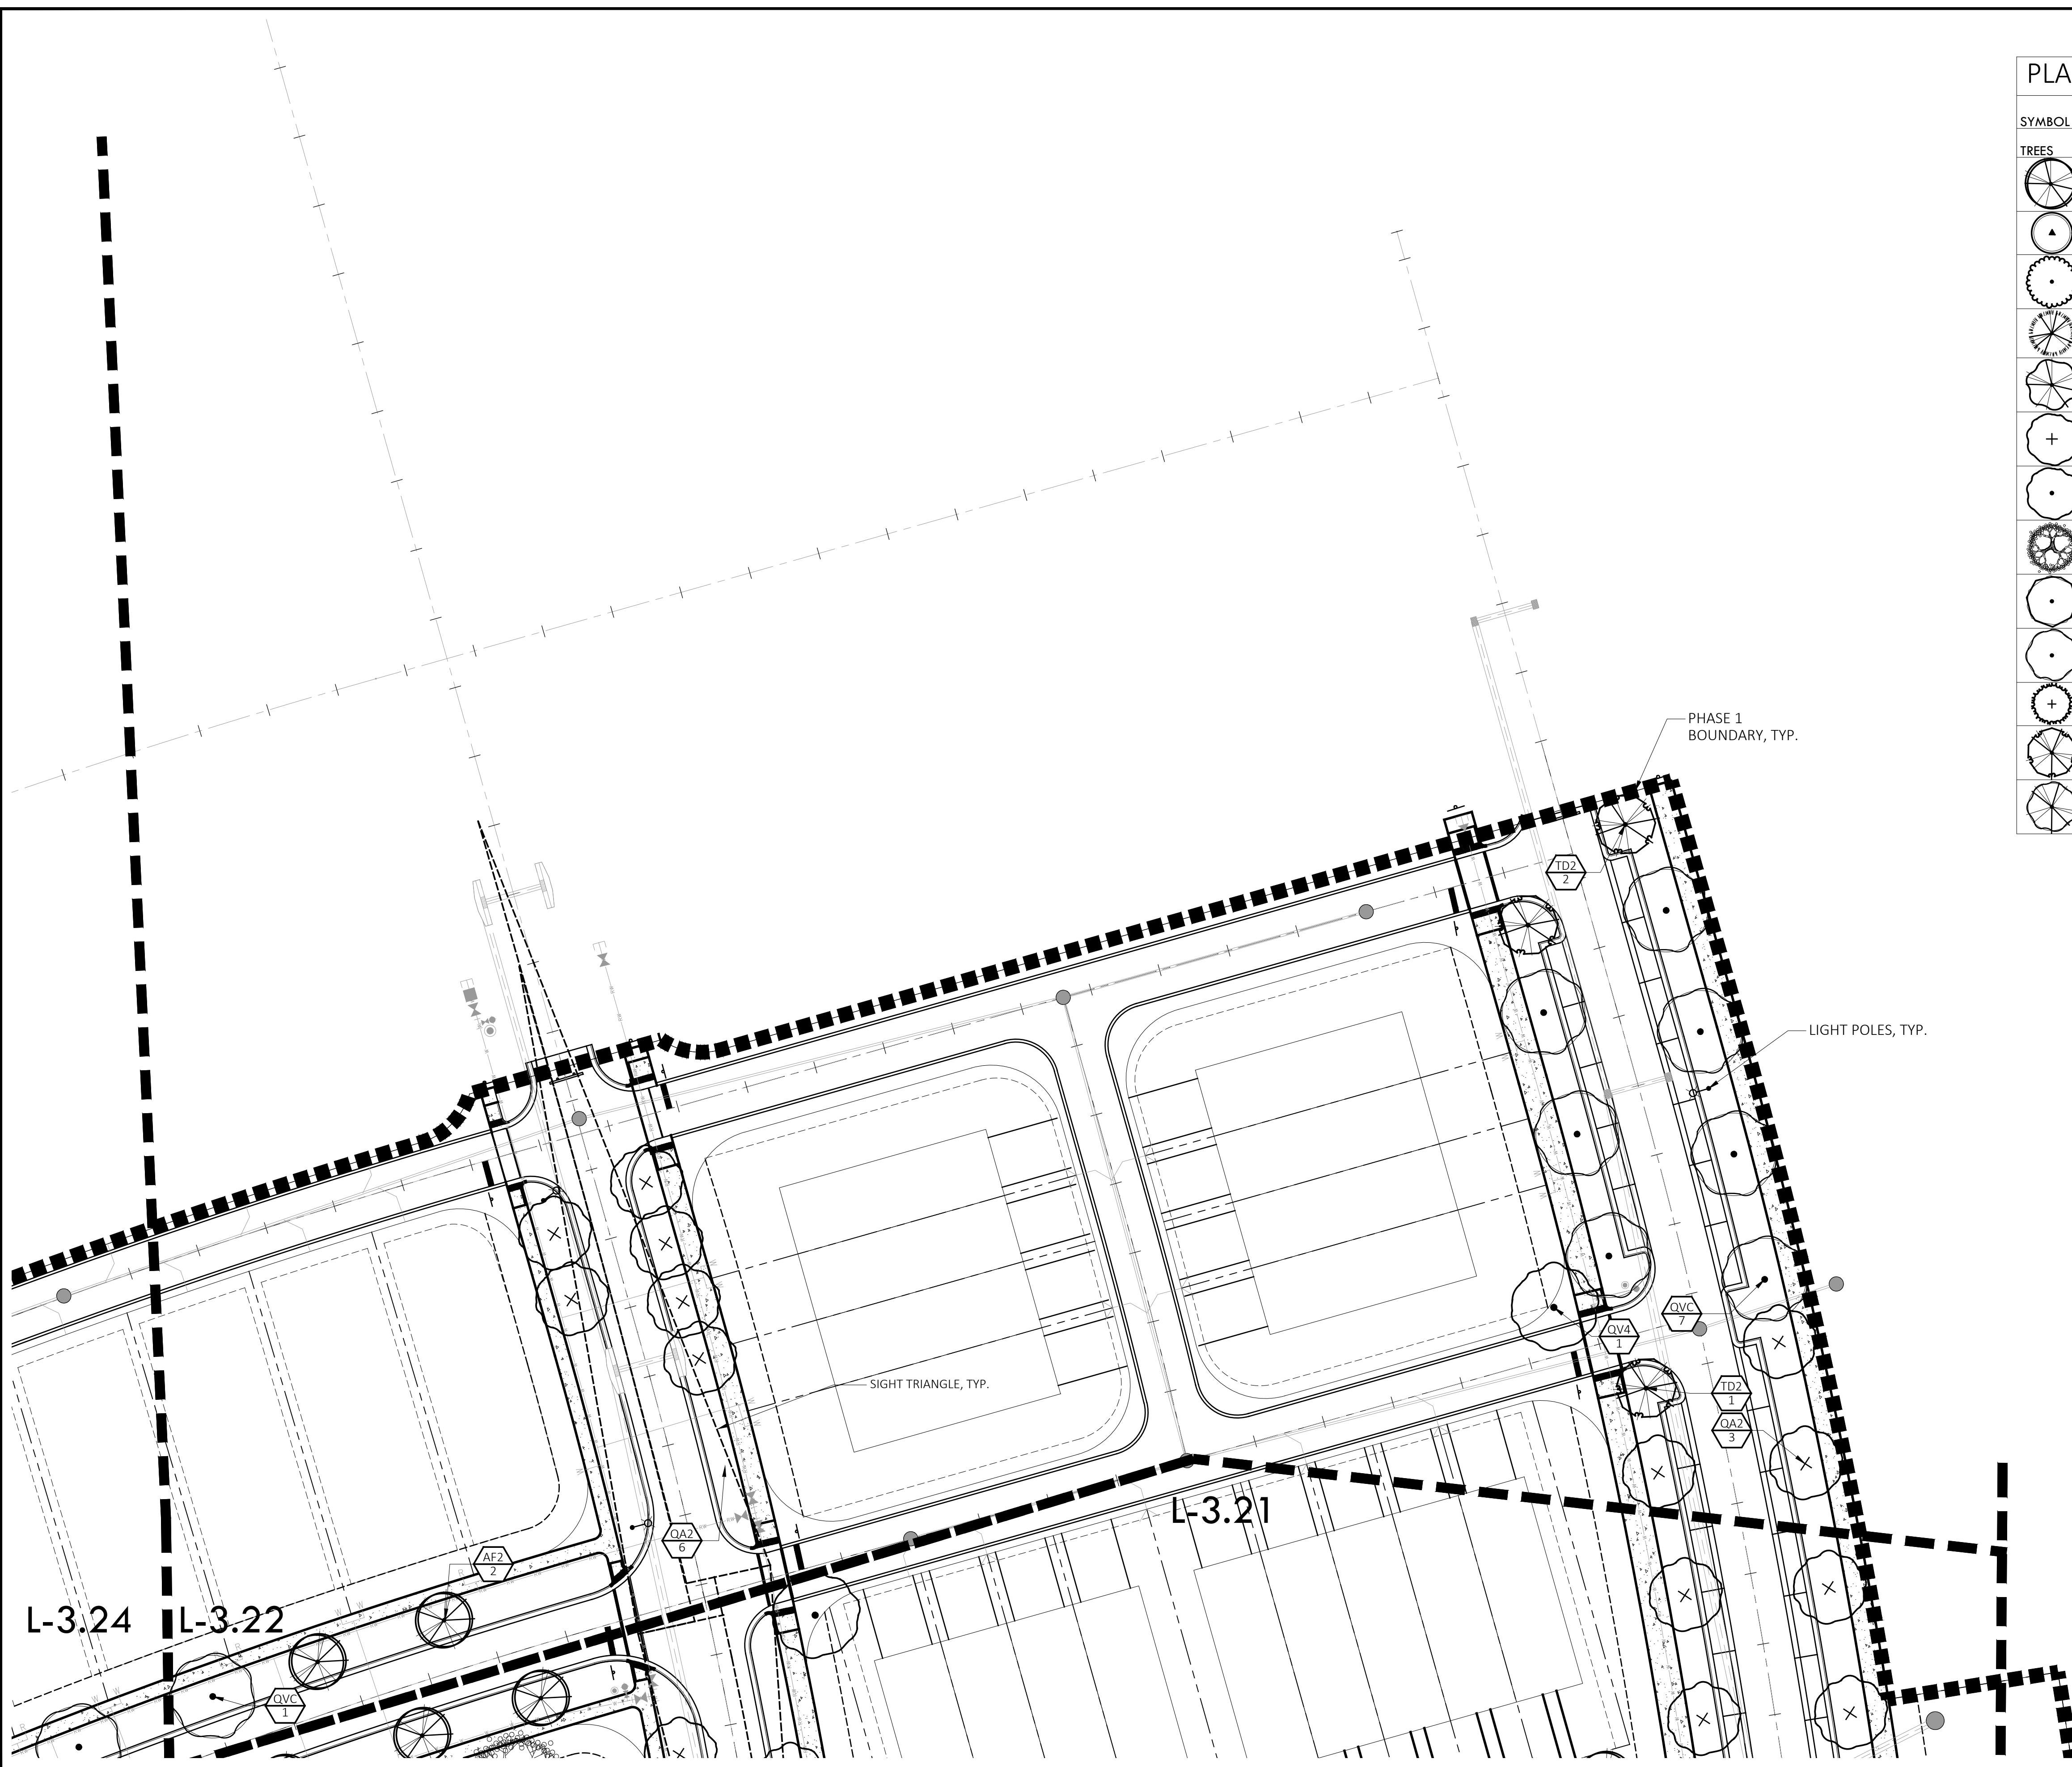 PLA
SYMBOL
TREES
PHASE 1
BOUNDARY, TYP.
TD2
2
LIGHT POLES, TYP.
QVC
7
QV4
1
SIGHT TRIANGLE, TYP.
TD2
1
QA2
3
L-3.21
QA2
6
AF2
2
L-3.24
L-3.22
QVC
1